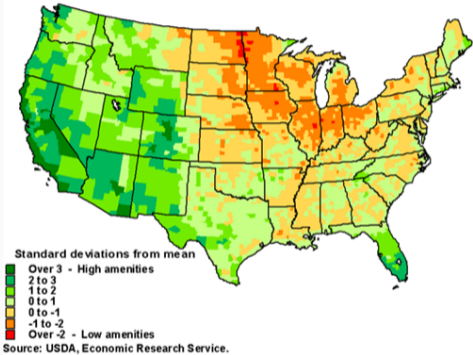 Standard deviations from mean
Over 3 - High amenities
2 to 3
1 to 2
0 to 1
0 to -1
-1 to -2
Over -2 - Low amenities
Source: USDA, Economic Research Service.